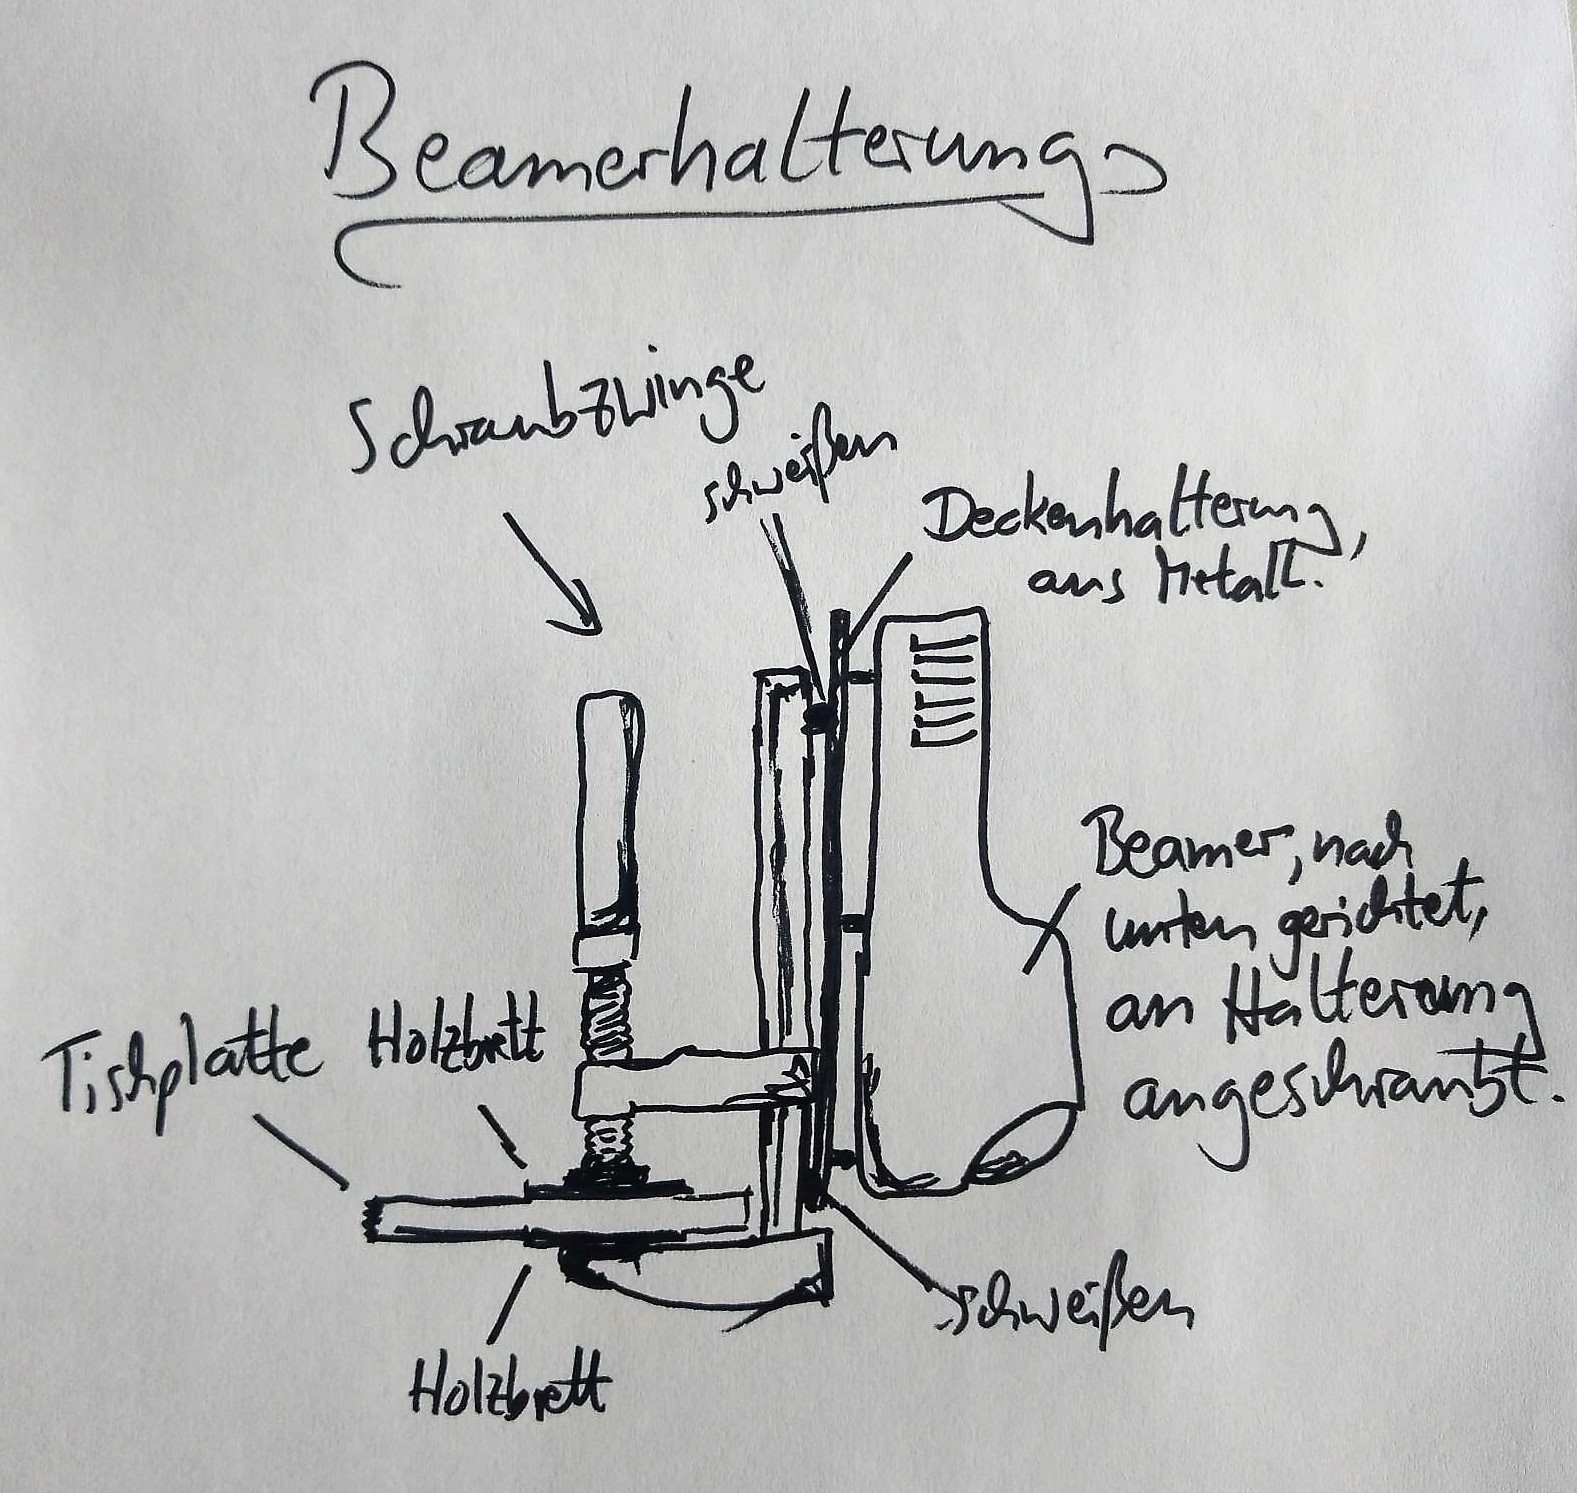 Beamerhalterung
Schraubzwinge
schweißen
Deckenhalterung,
aus Metall.
Beamer, nach
unten gerichtet,
an Halterung
angeschraubt.
Tischplatte
Holzbrett
schweißen
Holzbrett